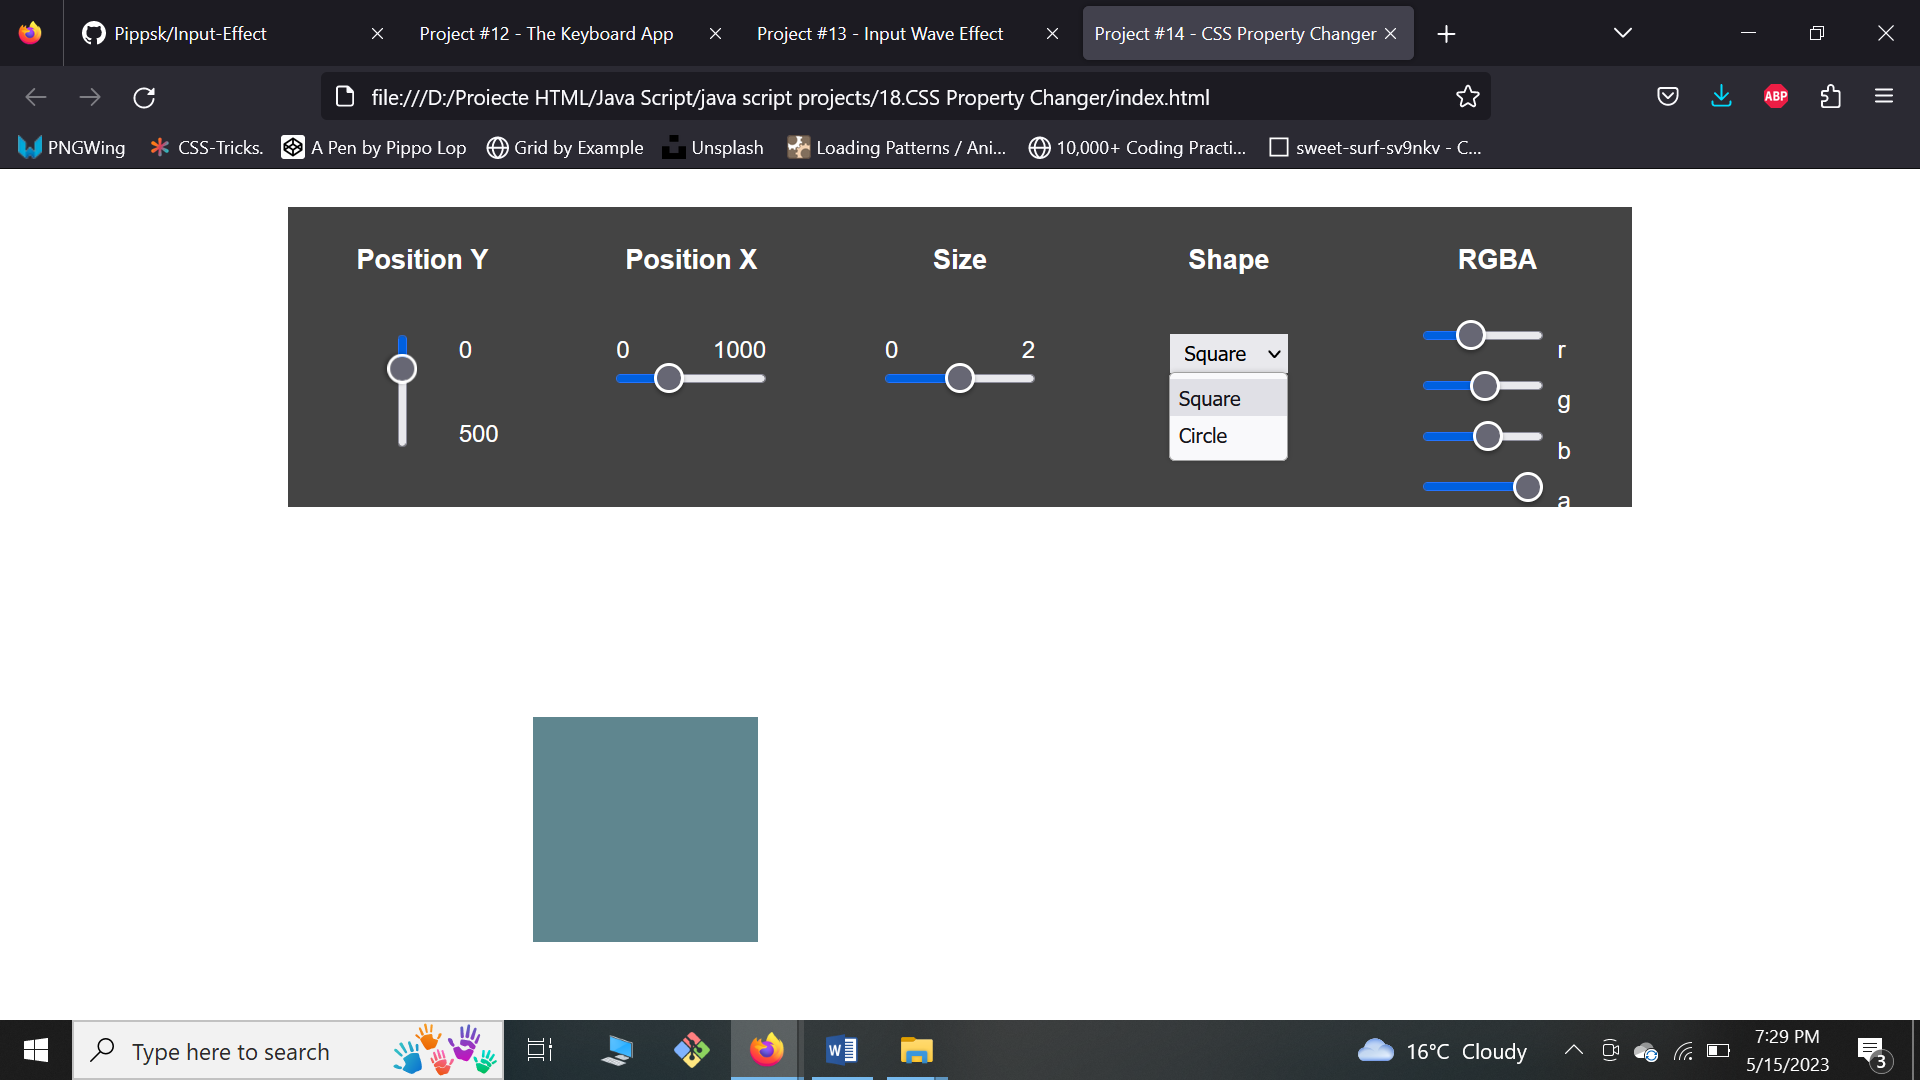 Pippsk/Input-Effect
Project #12 - The Keyboard App
Project #13 - Input Wave Effect
Project #14 - CSS Property Changer
file:///D:/Proiecte HTML/Java Script/java script projects/18.CSS Property Changer/index.html
ABP
PNGWing
CSS-Tricks.
A Pen by Pippo Lop
Grid by Example
Unsplash
Loading Patterns / Ani...
10,000+ Coding Practi...
sweet-surf-sv9nkv - C...
Position Y
Position X
Size
Shape
RGBA
0
500
0 1000
0 2
Square
Square
Circle
r
g
b
a
Type here to search
W
16°C Cloudy
7:29 PM
5/15/2023
3